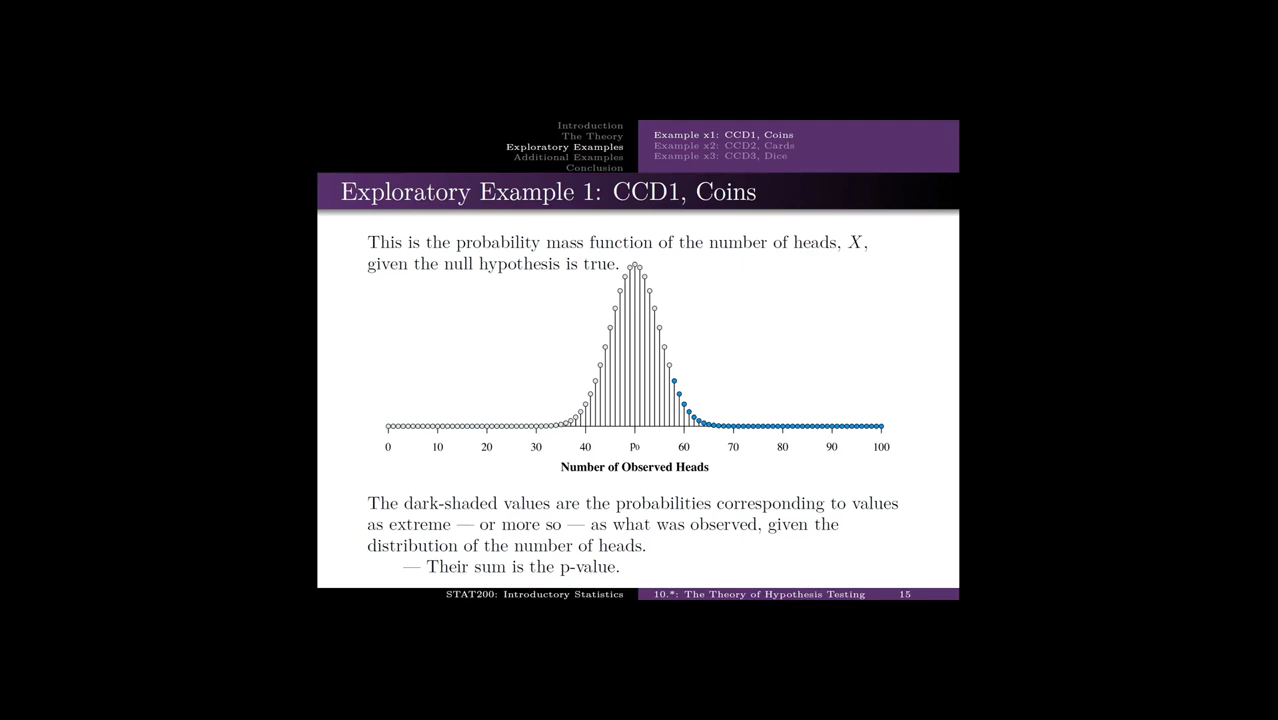 Introduction
The Theory
Exploratory Examples
Additional Examples
Conclusion
Example x1: CCD1, Coins
Example x2: CCD2, Cards
Example x3: CCD3, Dice
Exploratory Example 1: CCD1, Coins
This is the probability mass function of the number of heads, X,
given the null hypothesis is true.
0 10 20 30 40 p₀ 60 70 80 90 100
Number of Observed Heads
The dark-shaded values are the probabilities corresponding to values
as extreme — or more so — as what was observed, given the
distribution of the number of heads.
— Their sum is the p-value.
STAT200: Introductory Statistics
10.*: The Theory of Hypothesis Testing 15